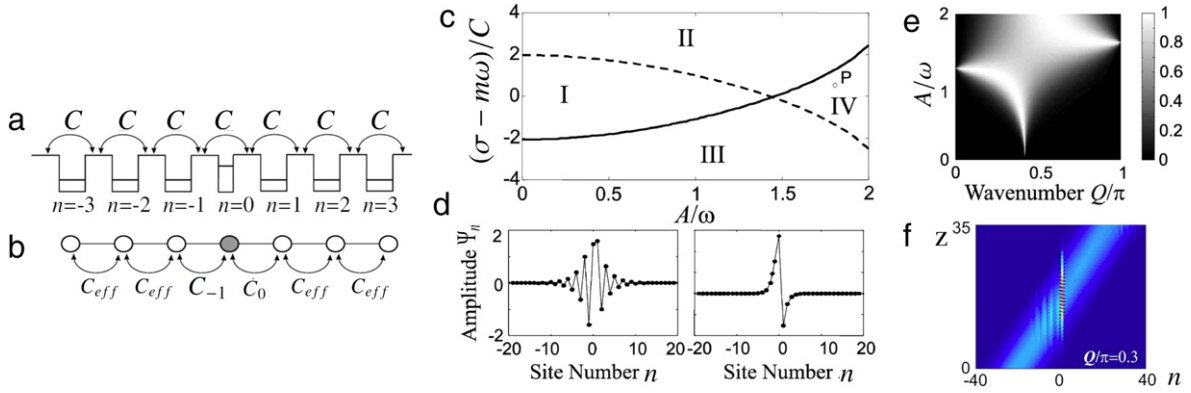 a
C C C C C C C
n=-3 n=-2 n=-1 n=0 n=1 n=2 n=3
b
C_eff C_eff C_{-1} C_0 C_eff C_eff
c
(σ − mω)/C
4
2
0
-2
-4
I
II
III
IV
P
0 0.5 1 1.5 2
A/ω
d
Amplitude Ψ_n
2
0
-2
-20 -10 0 10 20
-20 -10 0 10 20
Site Number n
Site Number n
e
A/ω
2
1
0
0 0.5 1
Wavenumber Q/π
1
0.8
0.6
0.4
0.2
0
f
z
35
0
Q/π=0.3
-40 0 40
n